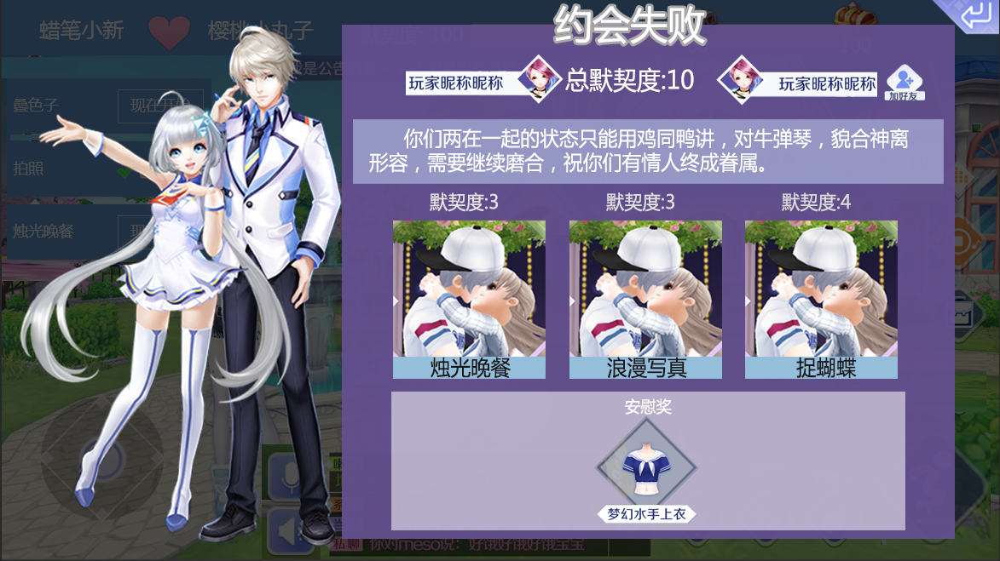 约会失败
蜡笔小新
樱桃小丸子
玩家昵称昵称
总默契度:10
玩家昵称昵称
加好友
100
我是公告
叠色子
现在开始
你们两在一起的状态只能用鸡同鸭讲，对牛弹琴，貌合神离
形容，需要继续磨合，祝你们有情人终成眷属。
拍照
默契度:3
默契度:3
默契度:4
烛光晚餐
现
烛光晚餐
浪漫写真
捉蝴蝶
安慰奖
梦幻水手上衣
私聊
你对meso说：好饿好饿好饿宝宝